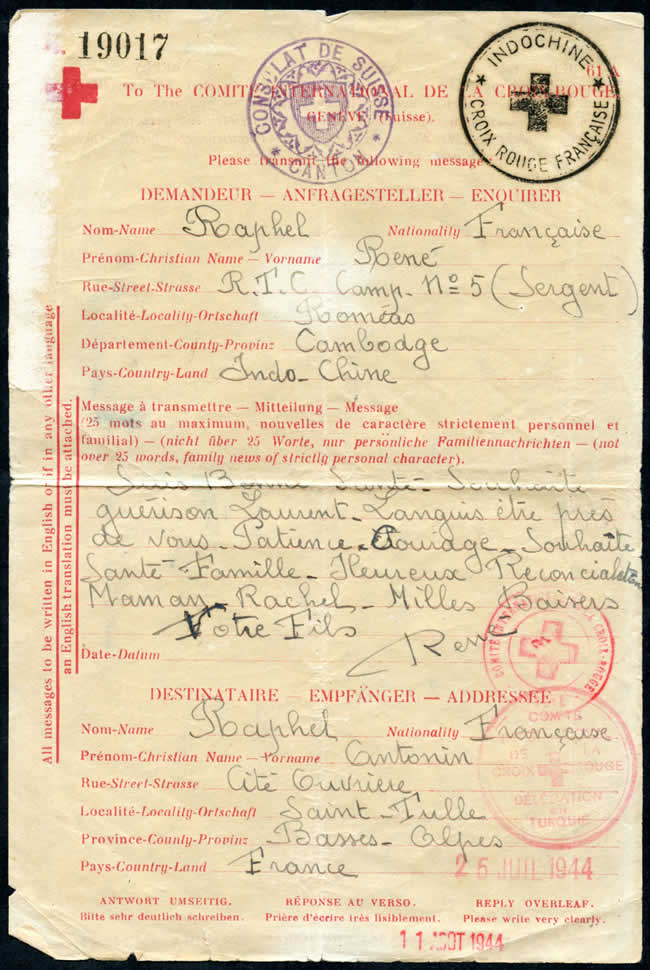 19017
CONSULAT DE SUISSE
CANTON
INDOCHINE
CROIX ROUGE FRANÇAISE
61
To The COMITÉ INTERNATIONAL DE LA CROIX-ROUGE
GENÈVE (Suisse).
Please transmit the following message
DEMANDEUR — ANFRAGESTELLER — ENQUIRER
Nom-Name Raphel Nationality Française
Prénom-Christian Name — Vorname René
Rue-Street-Strasse R.T.C. Camp. No 5 (Sergent)
Localité-Locality-Ortschaft Roméas
Département-County-Provinz Cambodge
Pays-Country-Land Indo-Chine
Message à transmettre — Mitteilung — Message
(25 mots au maximum, nouvelles de caractère strictement personnel et
familial) — (nicht über 25 Worte, nur persönliche Familiennachrichten — (not
over 25 words, family news of strictly personal character).
Suis Bonne Santé - Souhaite
guérison Laurent - Languis être près
de vous - Patience - Courage - Souhaite
Santé Famille - Heureux
Maman - Rachel - Milles Baisers
Votre Fils
René
Date-Datum
All messages to be written in English or if in any other language
an English translation must be attached.
DESTINATAIRE — EMPFÄNGER — ADDRESSEE
Nom-Name Raphel Nationality Française
Prénom-Christian Name — Vorname Antonin
Rue-Street-Strasse Cité Ouvrière
Localité-Locality-Ortschaft Saint-Tulle
Province-County-Provinz Basses-Alpes
Pays-Country-Land France
COMITÉ
DE LA
CROIX ROUGE
DÉLÉGATION
EN
TURQUIE
25 JUIL 1944
ANTWORT UMSEITIG. RÉPONSE AU VERSO. REPLY OVERLEAF.
Bitte sehr deutlich schreiben. Prière d'écrire très lisiblement. Please write very clearly.
11 AOÛT 1944